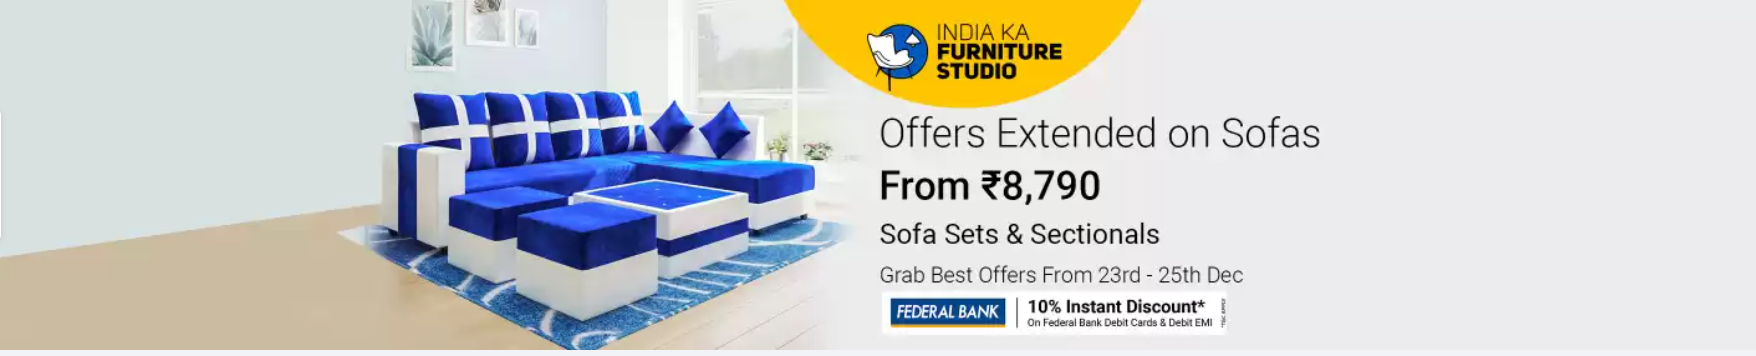 INDIA KA
FURNITURE
STUDIO
Offers Extended on Sofas
From ₹8,790
Sofa Sets & Sectionals
Grab Best Offers From 23rd - 25th Dec
FEDERAL BANK
10% Instant Discount*
On Federal Bank Debit Cards & Debit EMI
*T&C APPLY